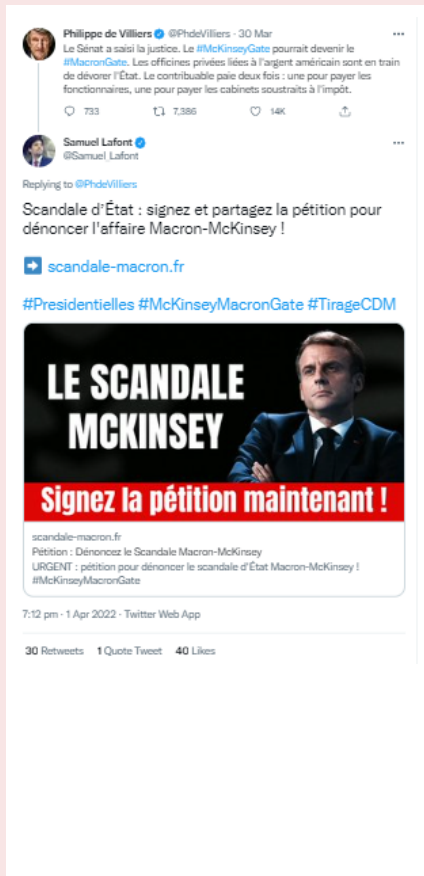 Philippe de Villiers @PhdeVilliers · 30 Mar
Le Sénat a saisi la justice. Le #McKinseyGate pourrait devenir le
#MacronGate. Les officines privées liées à l'argent américain sont en train
de dévorer l'État. Le contribuable paie deux fois : une pour payer les
fonctionnaires, une pour payer les cabinets soustraits à l'impôt.
733 7,386 14K
Samuel Lafont
@Samuel_Lafont
Replying to @PhdeVilliers
Scandale d'État : signez et partagez la pétition pour
dénoncer l'affaire Macron-McKinsey !
scandale-macron.fr
#Presidentielles #McKinseyMacronGate #TirageCDM
LE SCANDALE
MCKINSEY
Signez la pétition maintenant !
scandale-macron.fr
Pétition : Dénoncez le Scandale Macron-McKinsey
URGENT : pétition pour dénoncer le scandale d'État Macron-McKinsey !
#McKinseyMacronGate
7:12 pm · 1 Apr 2022 · Twitter Web App
30 Retweets 1 Quote Tweet 40 Likes